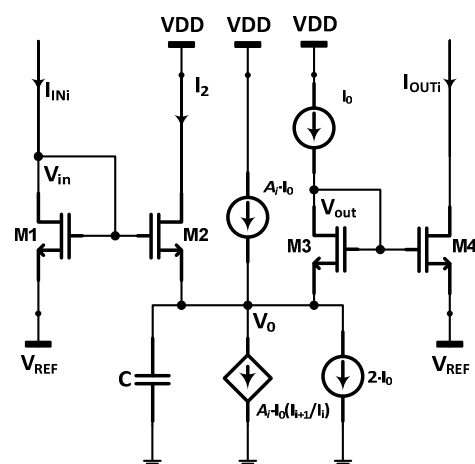 VDD VDD VDD
I_INi I_2 I_0 I_OUTi
V_in A_i·I_0 V_out
M1 M2 M3 M4
V_REF V_0 V_REF
C A_i·I_0(I_i+1/I_i) 2·I_0